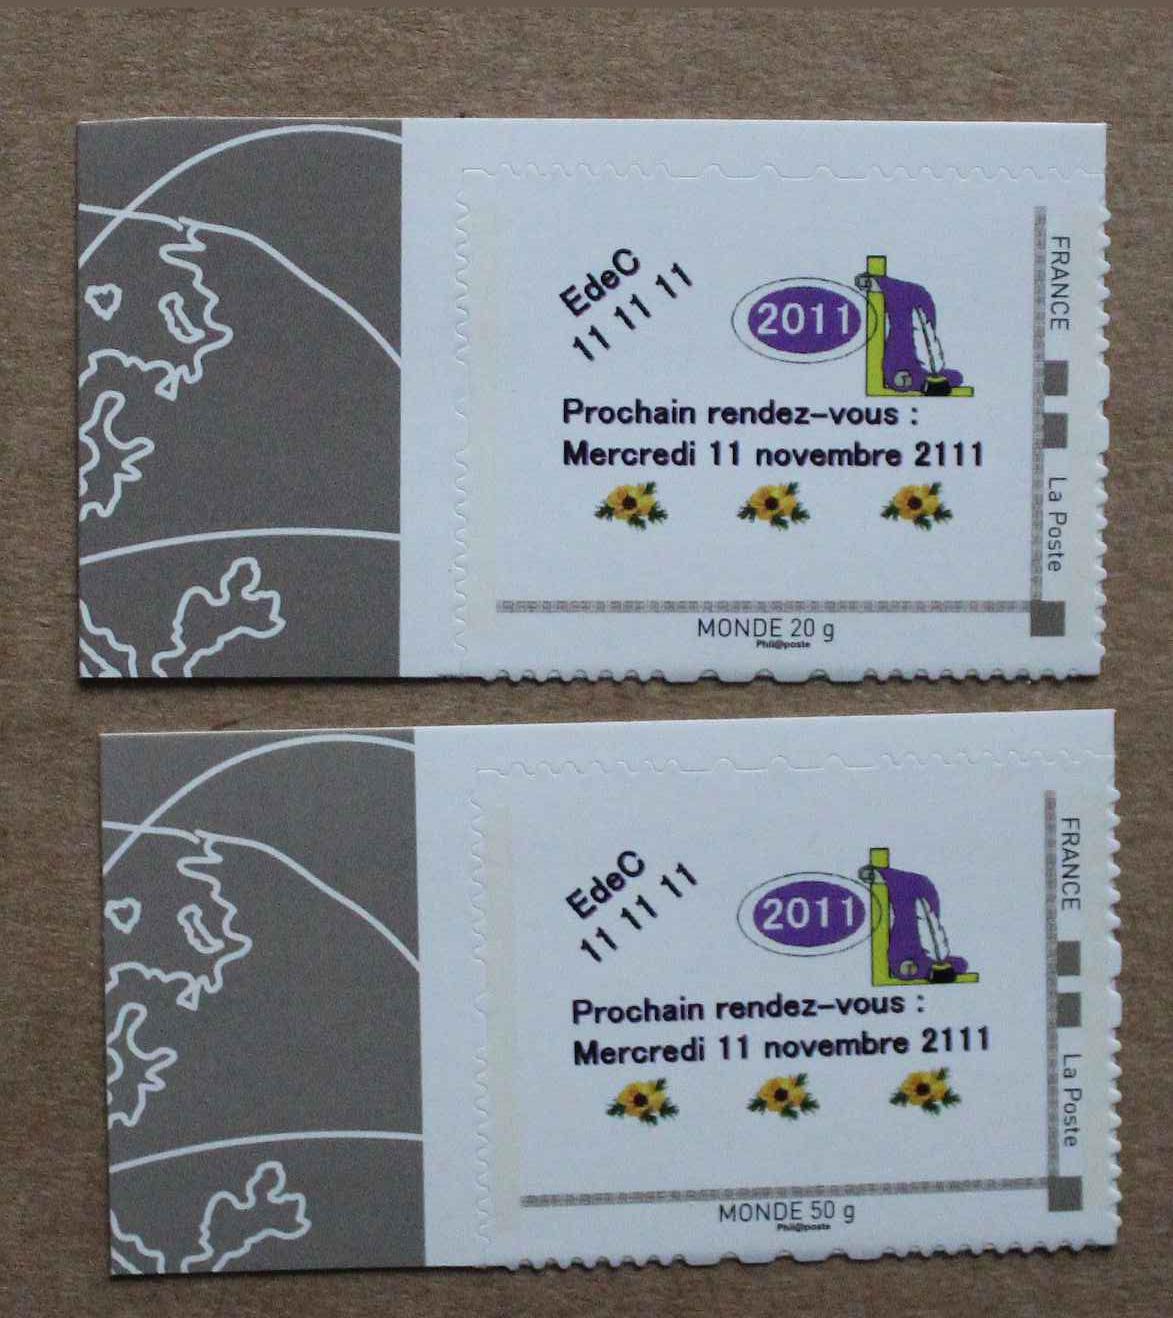 EdeC
11 11 11
2011
Prochain rendez-vous :
Mercredi 11 novembre 2111
FRANCE
La Poste
MONDE 20 g
Phil@poste
EdeC
11 11 11
2011
Prochain rendez-vous :
Mercredi 11 novembre 2111
FRANCE
La Poste
MONDE 50 g
Phil@poste